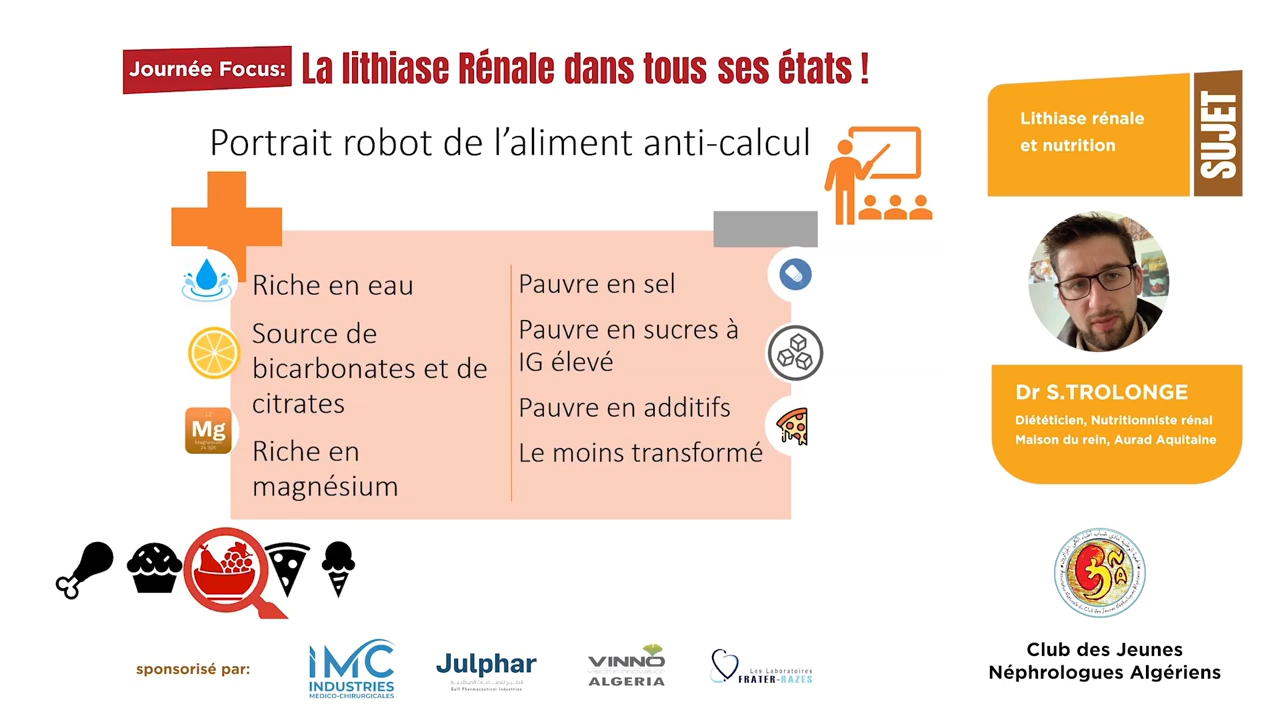 Journée Focus: La lithiase Rénale dans tous ses états !
Portrait robot de l'aliment anti-calcul
Riche en eau
Source de
bicarbonates et de
citrates
Mg
Riche en
magnésium
Pauvre en sel
Pauvre en sucres à
IG élevé
Pauvre en additifs
Le moins transformé
Lithiase rénale
et nutrition
SUJET
Dr S.TROLONGE
Diététicien, Nutritionniste rénal
Maison du rein, Aurad Aquitaine
Club des Jeunes
Néphrologues Algériens
sponsorisé par:
IMC
INDUSTRIES
MEDICO-CHIRURGICALES
Julphar
Gulf Pharmaceutical Industries
VINNO
ALGERIA
Les Laboratoires
FRATER-RAZES